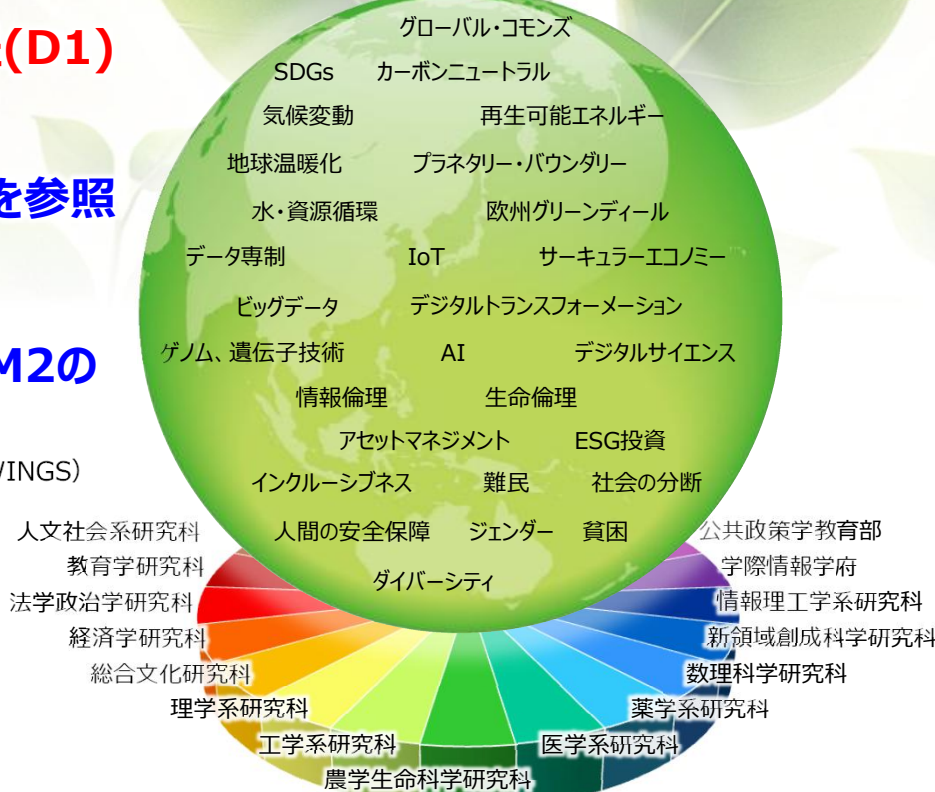 (D1)
を参照
M2の
INGS)
グローバル・コモンズ
SDGs カーボンニュートラル
気候変動 再生可能エネルギー
地球温暖化 プラネタリー・バウンダリー
水・資源循環 欧州グリーンディール
データ専制 IoT サーキュラーエコノミー
ビッグデータ デジタルトランスフォーメーション
ゲノム、遺伝子技術 AI デジタルサイエンス
情報倫理 生命倫理
アセットマネジメント ESG投資
インクルーシブネス 難民 社会の分断
人間の安全保障 ジェンダー 貧困
ダイバーシティ
人文社会系研究科
教育学研究科
法学政治学研究科
経済学研究科
総合文化研究科
理学系研究科
工学系研究科
農学生命科学研究科
医学系研究科
薬学系研究科
数理科学研究科
新領域創成科学研究科
情報理工学系研究科
学際情報学府
公共政策学教育部